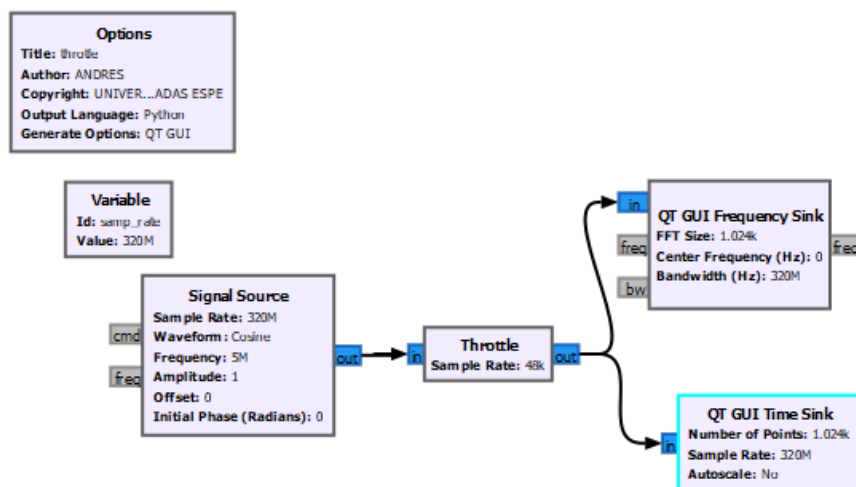 Options
Title: throtle
Author: ANDRES
Copyright: UNIVER...ADAS ESPE
Output Language: Python
Generate Options: QT GUI
Variable
Id: samp_rate
Value: 320M
Signal Source
Sample Rate: 320M
Waveform: Cosine
Frequency: 5M
Amplitude: 1
Offset: 0
Initial Phase (Radians): 0
cmd
freq
out
in
Throttle
Sample Rate: 48k
out
in
freq
bw
QT GUI Frequency Sink
FFT Size: 1.024k
Center Frequency (Hz): 0
Bandwidth (Hz): 320M
freq
in
QT GUI Time Sink
Number of Points: 1.024k
Sample Rate: 320M
Autoscale: No